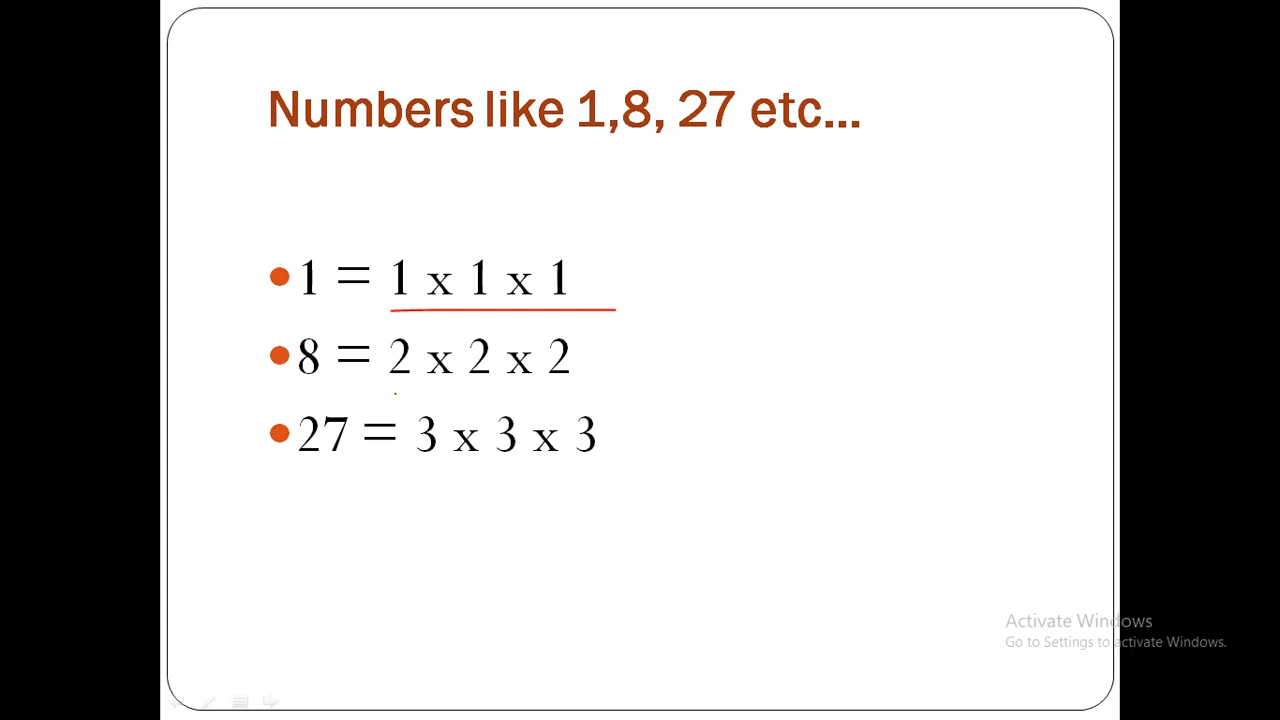 Numbers like 1,8, 27 etc...
1 = 1 x 1 x 1
8 = 2 x 2 x 2
27 = 3 x 3 x 3
Activate Windows
Go to Settings to activate Windows.